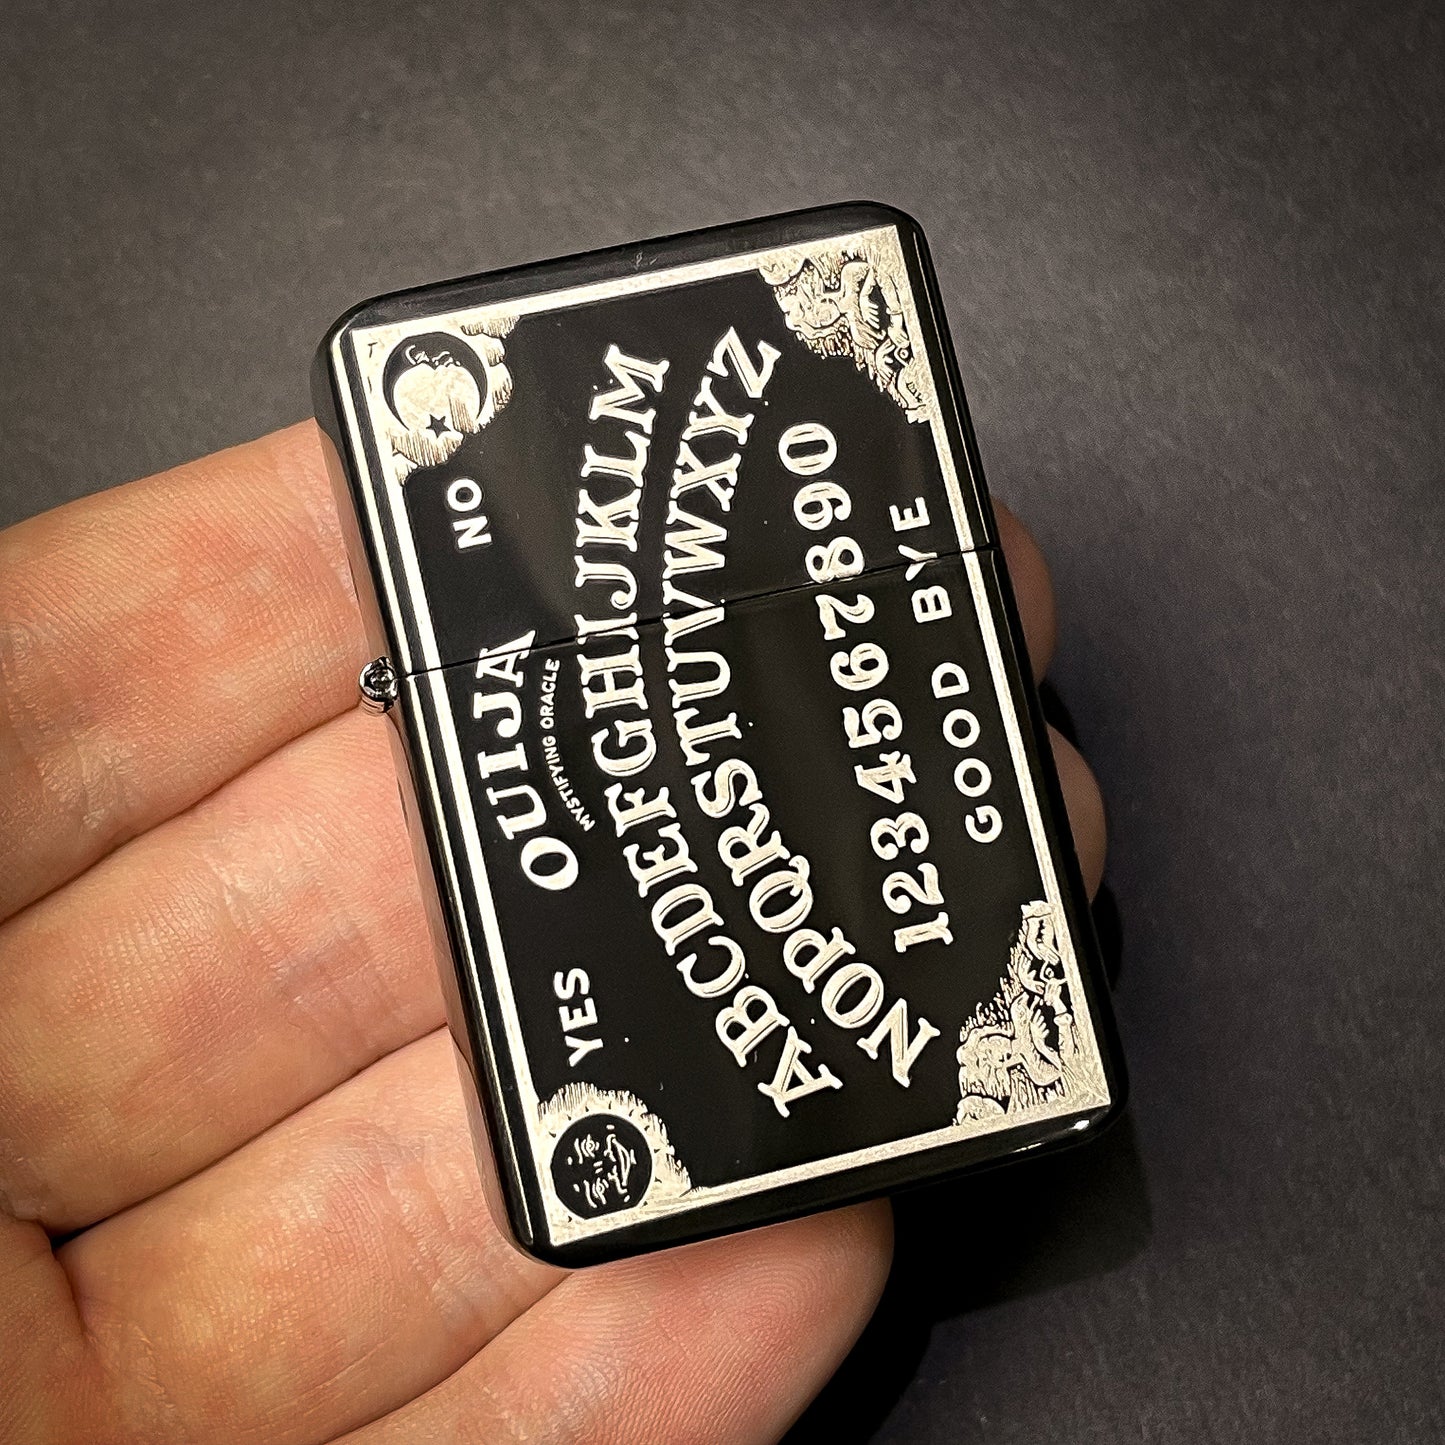 YES
OUIJA
NO
MYSTIFYING ORACLE
ABCDEFGHIJKLM
NOPQRSTUVWXYZ
1234567890
GOOD BYE